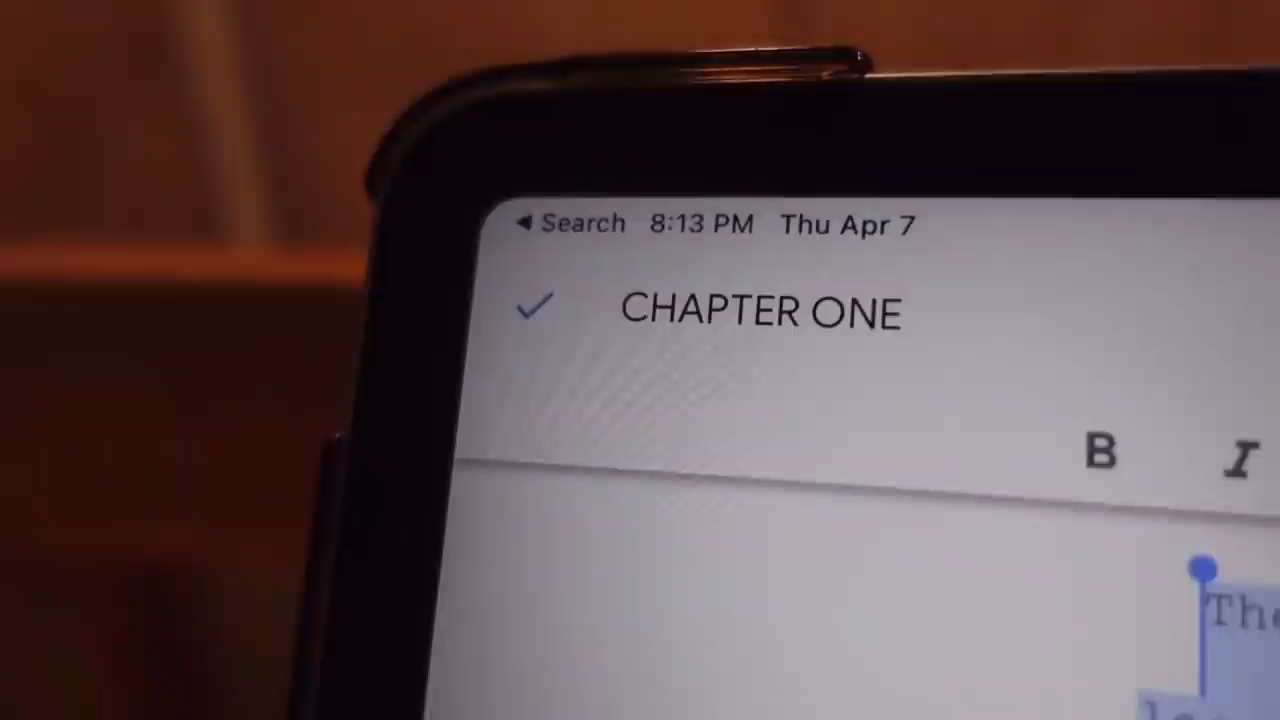 ◀ Search 8:13 PM Thu Apr 7
CHAPTER ONE
B I
The